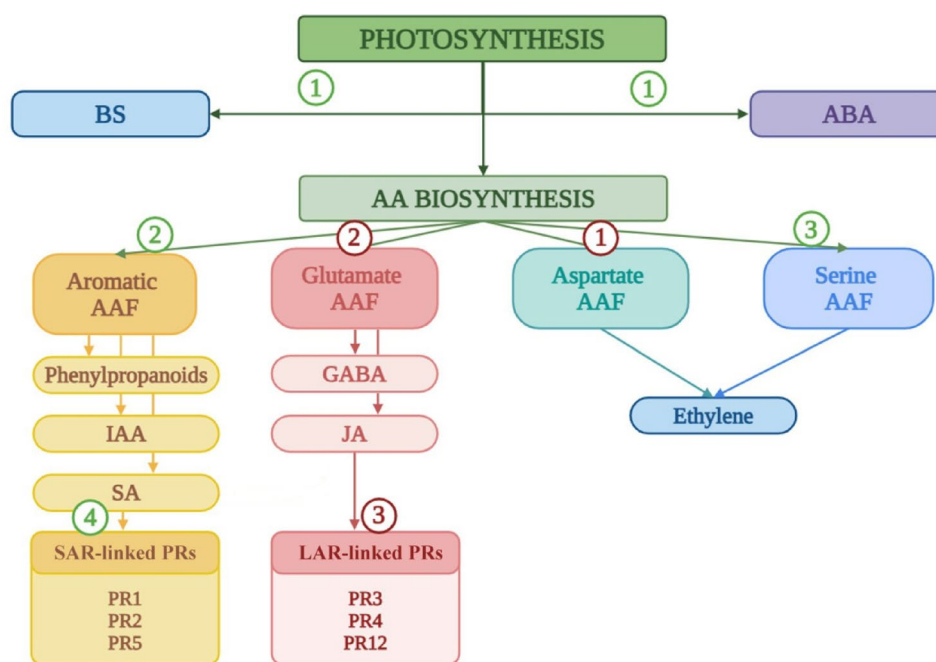 PHOTOSYNTHESIS
1
1
BS
ABA
AA BIOSYNTHESIS
2
2
1
3
Aromatic
AAF
Glutamate
AAF
Aspartate
AAF
Serine
AAF
Phenylpropanoids
GABA
Ethylene
IAA
JA
SA
4
3
SAR-linked PRs
LAR-linked PRs
PR1
PR2
PR5
PR3
PR4
PR12